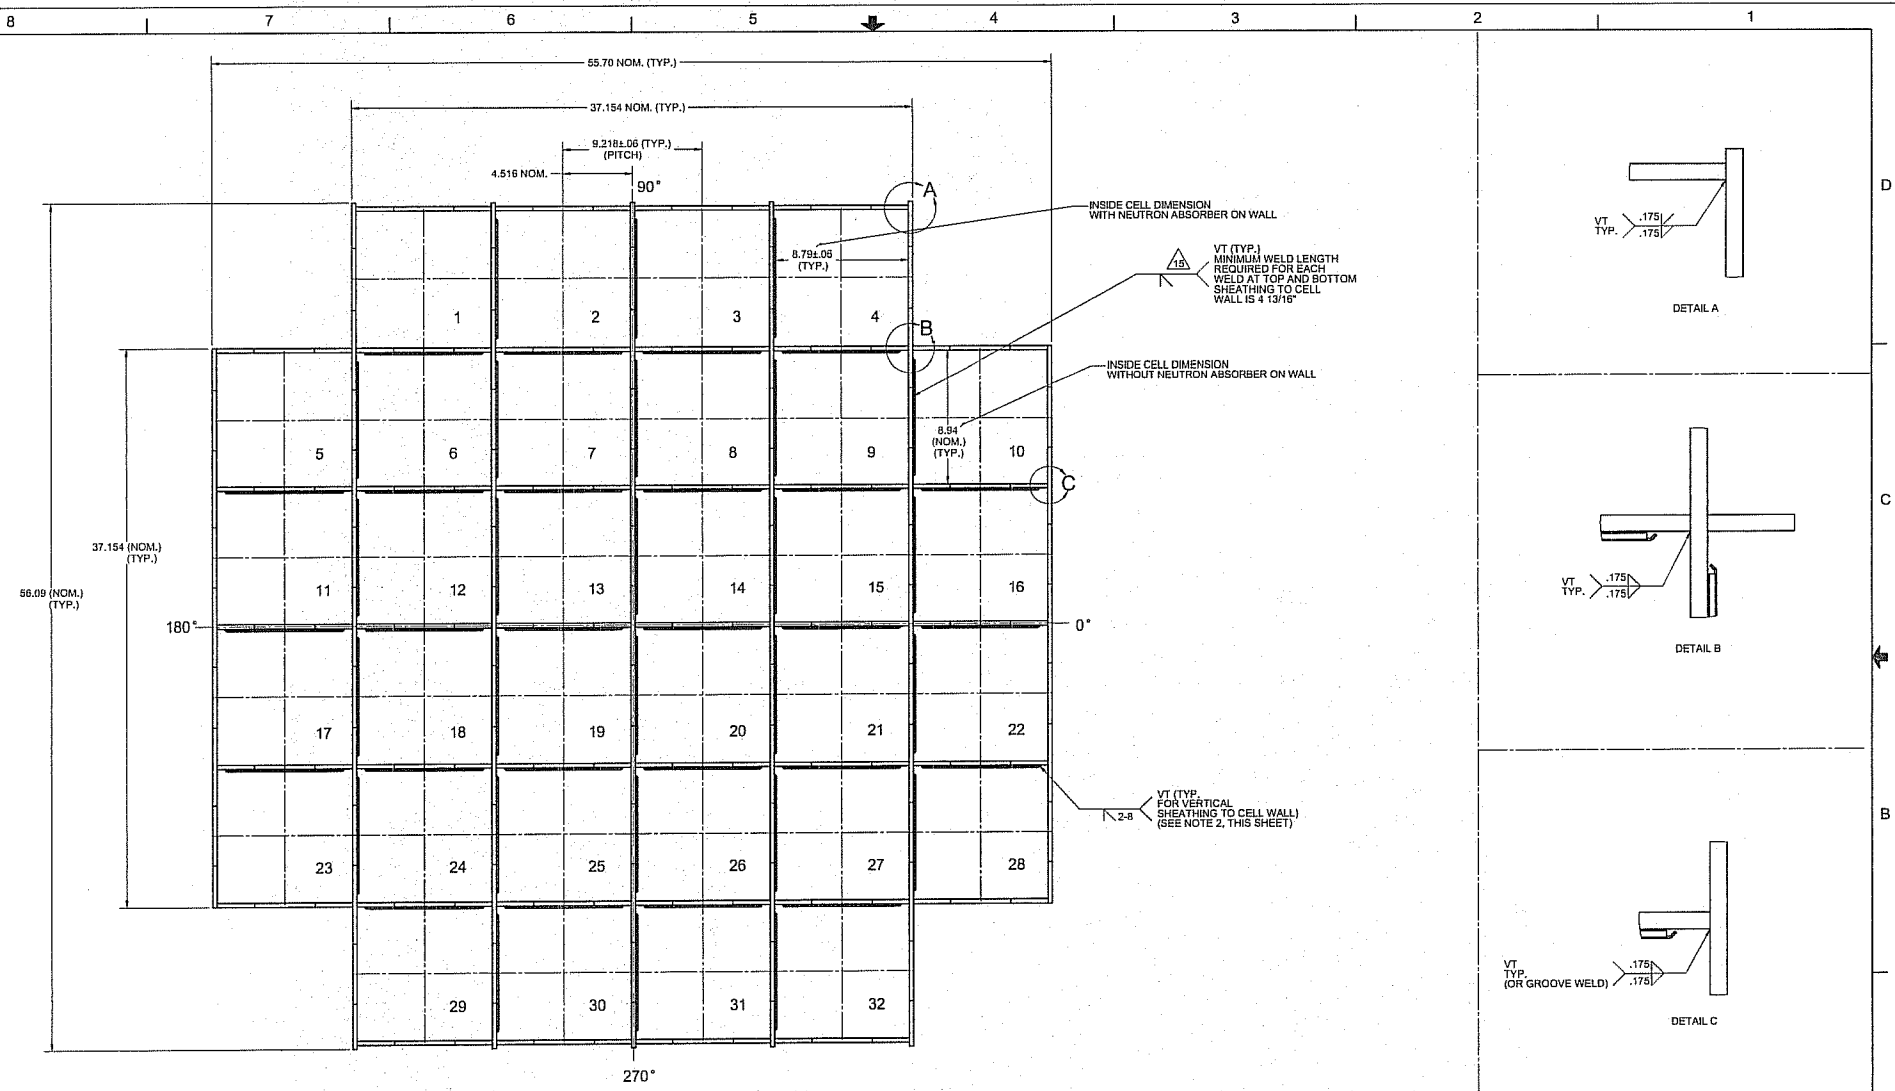 8 7 6 5 4 3 2 1
55.70 NOM. (TYP.)
37.154 NOM. (TYP.)
9.218±.06 (TYP.)
(PITCH)
4.516 NOM.
90°
A
D
INSIDE CELL DIMENSION
WITH NEUTRON ABSORBER ON WALL
8.79±.06
(TYP.)
15
VT (TYP.)
MINIMUM WELD LENGTH
REQUIRED FOR EACH
WELD AT TOP AND BOTTOM
SHEATHING TO CELL
WALL IS 4 13/16"
VT
TYP.
.175
.175
DETAIL A
1 2 3 4
B
INSIDE CELL DIMENSION
WITHOUT NEUTRON ABSORBER ON WALL
8.94
(NOM.)
(TYP.)
5 6 7 8 9 10
C
C
37.154 (NOM.)
(TYP.)
56.09 (NOM.)
(TYP.)
11 12 13 14 15 16
VT
TYP.
.175
.175
180°
0°
DETAIL B
17 18 19 20 21 22
2-8
VT (TYP.
FOR VERTICAL
SHEATHING TO CELL WALL)
(SEE NOTE 2, THIS SHEET)
B
23 24 25 26 27 28
VT
TYP.
(OR GROOVE WELD)
.175
.175
29 30 31 32
DETAIL C
270°